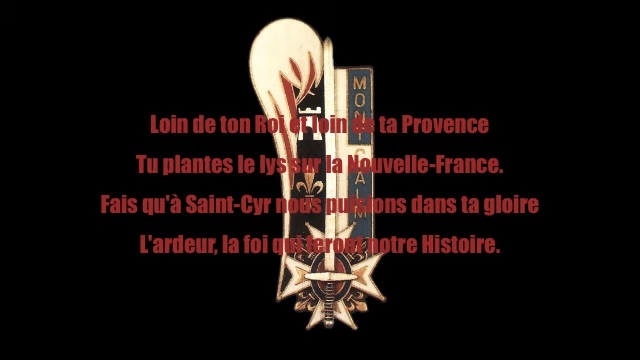 Loin de ton Roi et loin de ta Provence
Tu plantes le lys sur la Nouvelle-France.
Fais qu'à Saint-Cyr nous puissions dans ta gloire
L'ardeur, la foi qui feront notre Histoire.
MONTCALM